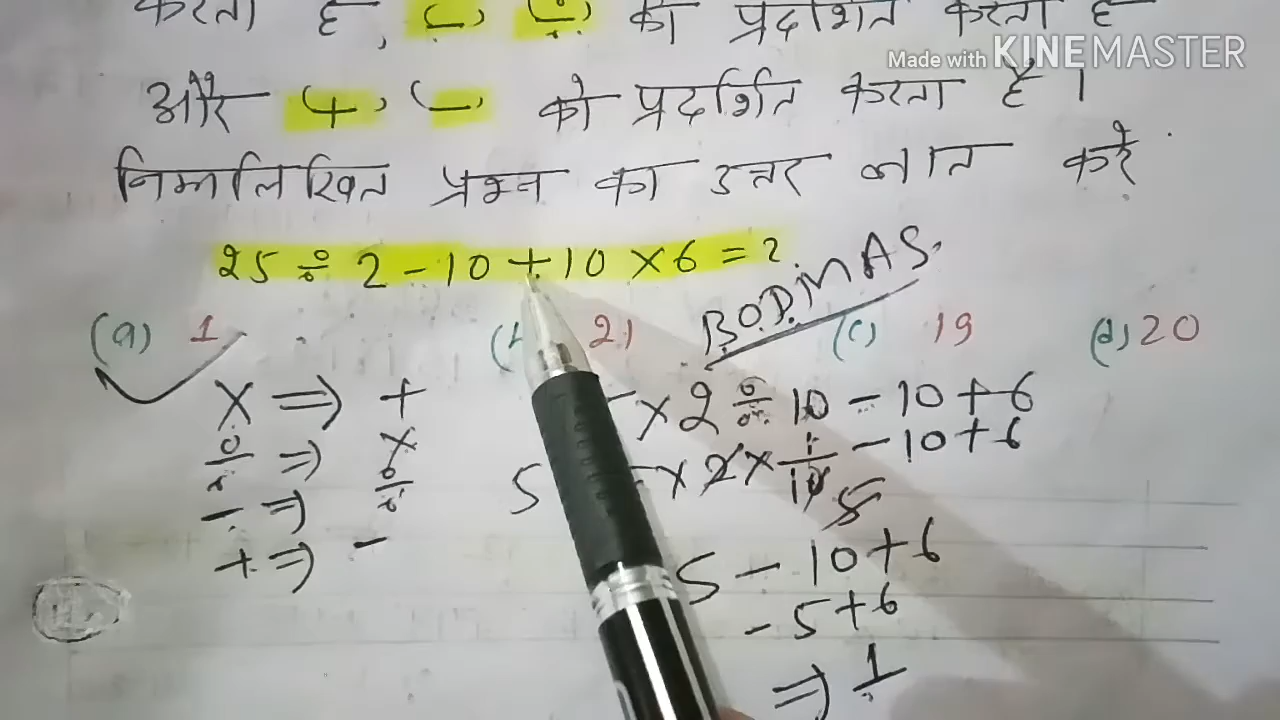 करता है, '-', '÷' को प्रदर्शित करता है
Made with KINEMASTER
और '+', '-' को प्रदर्शित करता है।
निम्नलिखित प्रश्न का उत्तर ज्ञात करे
25 ÷ 2 - 10 + 10 × 6 = ?
BODMAS
(a) 1 21 (c) 19 (d) 20
× ⇒ + × 2 ÷ 10 - 10 + 6
÷ ⇒ × 5 × 2 × 1/10 - 10 + 6
- ⇒ ÷ 5
+ ⇒ - 5 - 10 + 6
- 5 + 6
⇒ 1